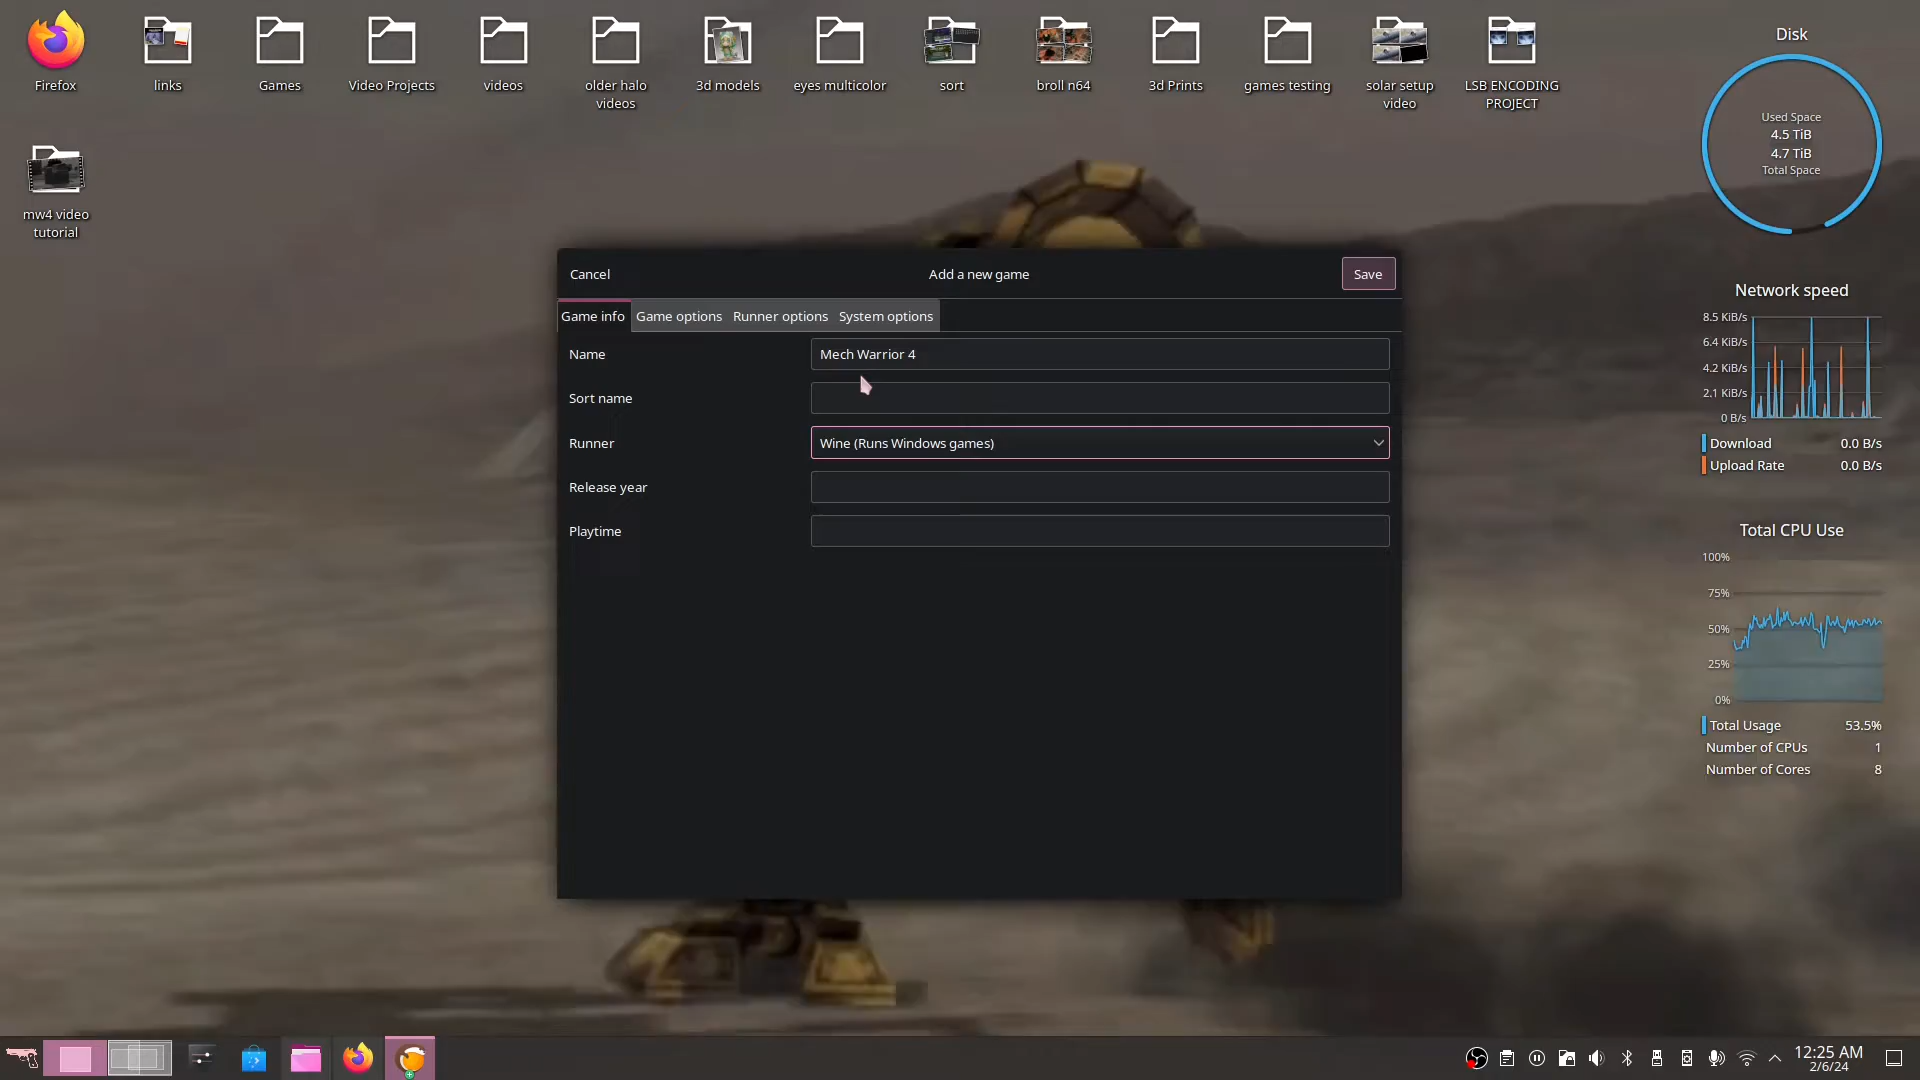 Firefox
links
Games
Video Projects
videos
older halo
videos
3d models
eyes multicolor
sort
broll n64
3d Prints
games testing
solar setup
video
LSB ENCODING
PROJECT
mw4 video
tutorial
Disk
Used Space
4.5 TiB
4.7 TiB
Total Space
Cancel
Add a new game
Save
Game info
Game options
Runner options
System options
Name
Mech Warrior 4
Sort name
Runner
Wine (Runs Windows games)
Release year
Playtime
Network speed
8.5 KiB/s
6.4 KiB/s
4.2 KiB/s
2.1 KiB/s
0 B/s
Download 0.0 B/s
Upload Rate 0.0 B/s
Total CPU Use
100%
75%
50%
25%
0%
Total Usage 53.5%
Number of CPUs 1
Number of Cores 8
12:25 AM
2/6/24